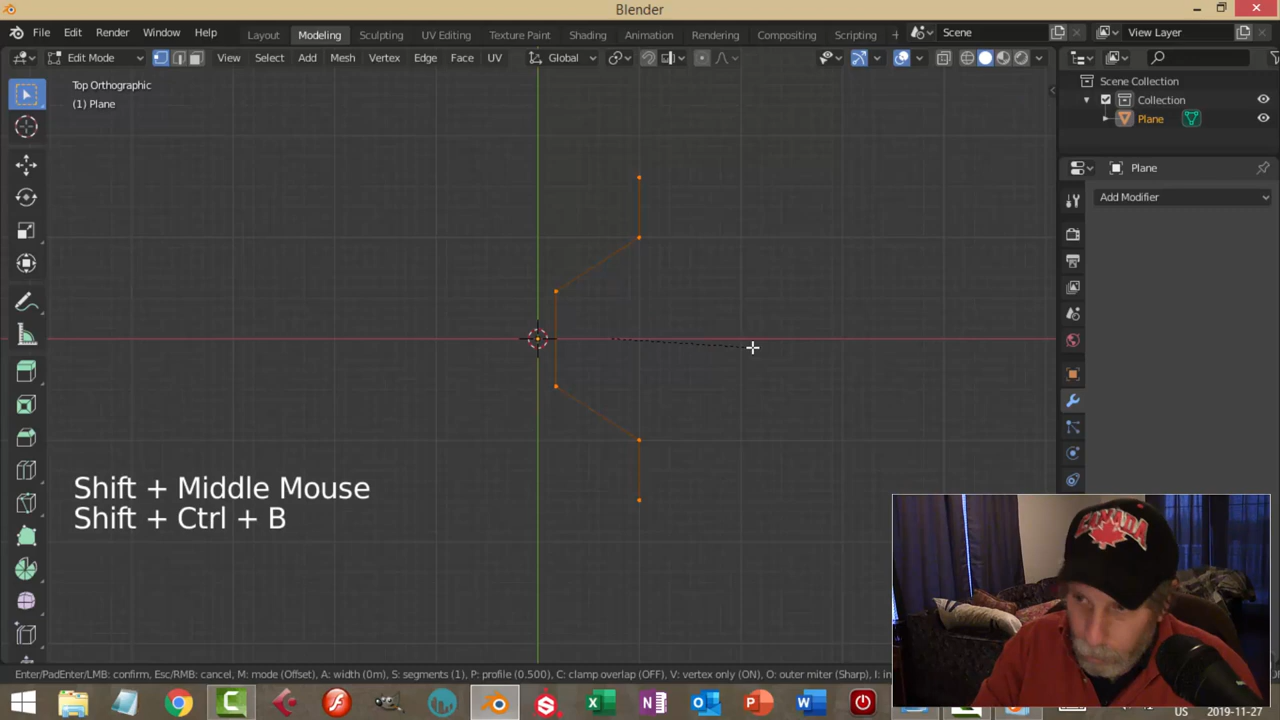 Blender
File Edit Render Window Help
Layout Modeling Sculpting UV Editing Texture Paint Shading Animation Rendering Compositing Scripting +
Scene
View Layer
Edit Mode
View Select Add Mesh Vertex Edge Face UV
Global
Top Orthographic
(1) Plane
Scene Collection
Collection
Plane
Plane
Add Modifier
Shift + Middle Mouse
Shift + Ctrl + B
CANADA
Enter/PadEnter/LMB: confirm, Esc/RMB: cancel, M: mode (Offset), A: width (0m), S: segments (1), P: profile (0.500), C: clamp overlap (OFF), V: vertex only (ON), O: outer miter (Sharp), I: in
US 2019-11-27